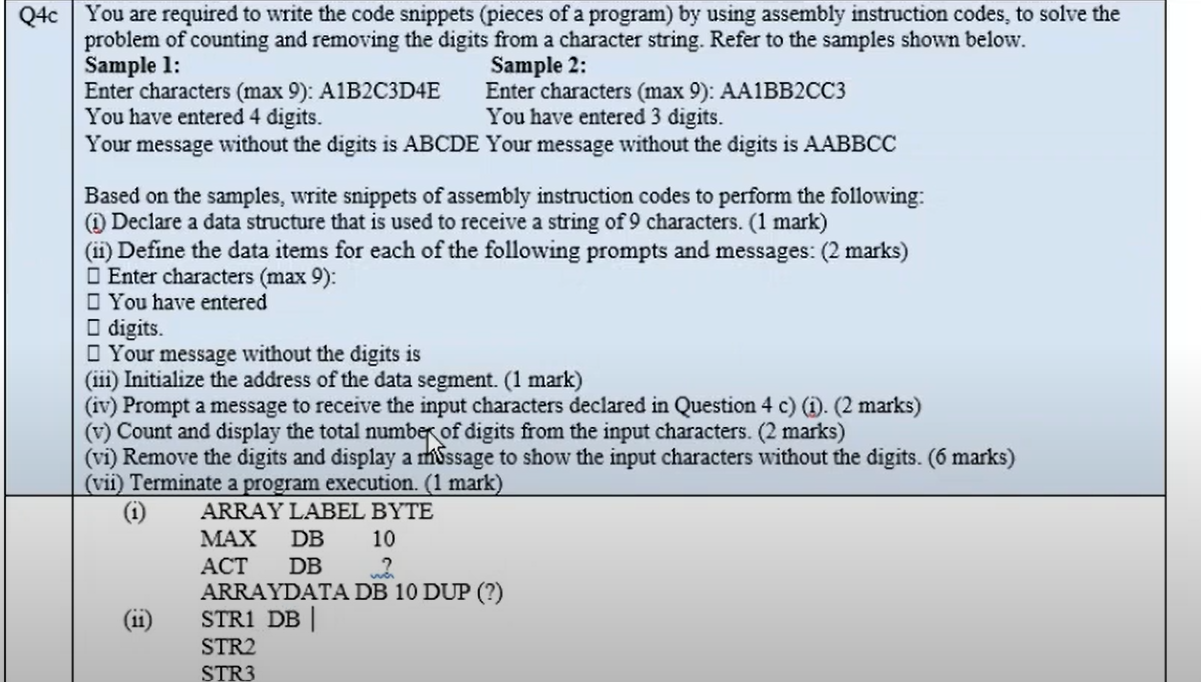 Q4c You are required to write the code snippets (pieces of a program) by using assembly instruction codes, to solve the
problem of counting and removing the digits from a character string. Refer to the samples shown below.
Sample 1: Sample 2:
Enter characters (max 9): A1B2C3D4E Enter characters (max 9): AA1BB2CC3
You have entered 4 digits. You have entered 3 digits.
Your message without the digits is ABCDE Your message without the digits is AABBCC
Based on the samples, write snippets of assembly instruction codes to perform the following:
(i) Declare a data structure that is used to receive a string of 9 characters. (1 mark)
(ii) Define the data items for each of the following prompts and messages: (2 marks)
□ Enter characters (max 9):
□ You have entered
□ digits.
□ Your message without the digits is
(iii) Initialize the address of the data segment. (1 mark)
(iv) Prompt a message to receive the input characters declared in Question 4 c) (i). (2 marks)
(v) Count and display the total number of digits from the input characters. (2 marks)
(vi) Remove the digits and display a message to show the input characters without the digits. (6 marks)
(vii) Terminate a program execution. (1 mark)
(i) ARRAY LABEL BYTE
MAX DB 10
ACT DB ?
ARRAYDATA DB 10 DUP (?)
(ii) STR1 DB
STR2
STR3